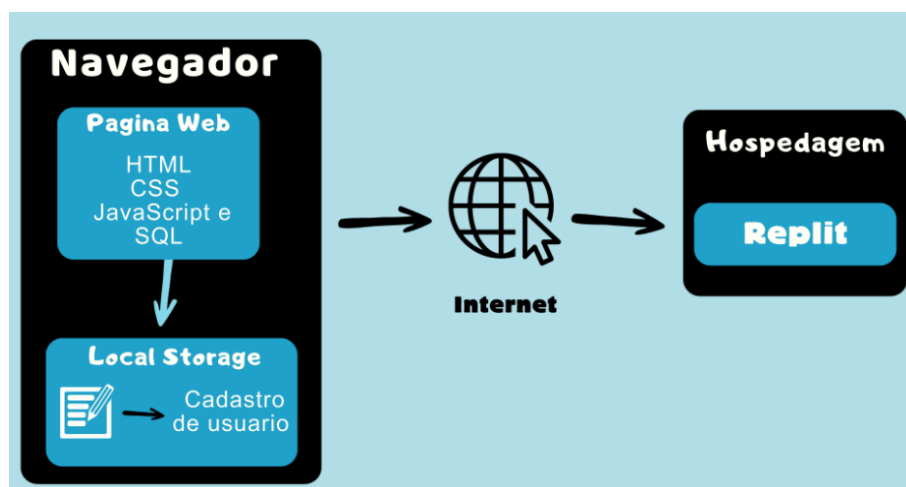 Navegador
Pagina Web
HTML
CSS
JavaScript e
SQL
Local Storage
Cadastro
de usuario
Internet
Hospedagem
Replit